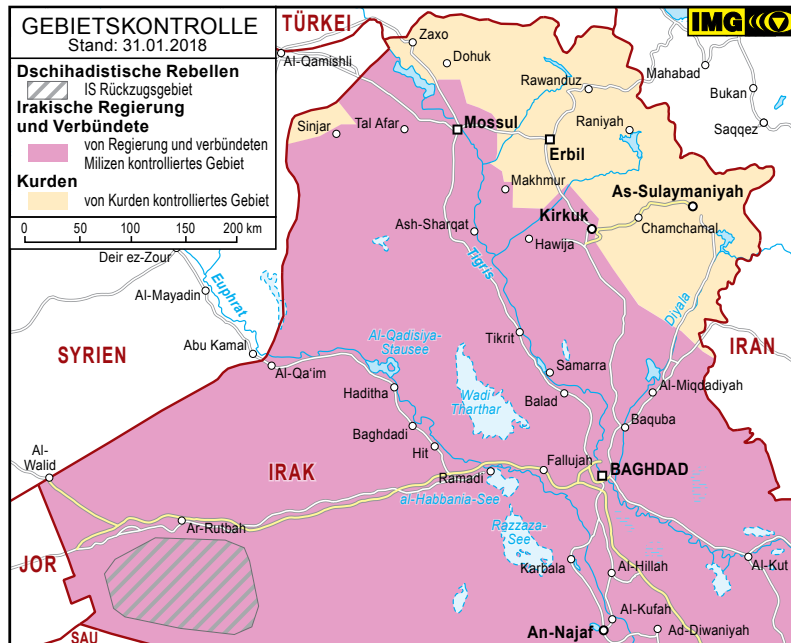 GEBIETSKONTROLLE
Stand: 31.01.2018
Dschihadistische Rebellen
IS Rückzugsgebiet
Irakische Regierung
und Verbündete
von Regierung und verbündeten
Milizen kontrolliertes Gebiet
Kurden
von Kurden kontrolliertes Gebiet
0 50 100 150 200 km
IMG
TÜRKEI
Zaxo
Dohuk
Al-Qamishli
Rawanduz
Mahabad
Bukan
Saqqez
Sinjar
Tal Afar
Mossul
Raniyah
Erbil
Makhmur
As-Sulaymaniyah
Kirkuk
Chamchamal
Ash-Sharqat
Hawija
Tigris
Deir ez-Zour
Euphrat
Al-Mayadin
Diyala
SYRIEN
Abu Kamal
Al-Qadisiya-
Stausee
Tikrit
IRAN
Al-Qa'im
Samarra
Haditha
Wadi
Tharthar
Balad
Al-Miqdadiyah
Baghdadi
Baquba
Hit
Al-
Walid
IRAK
Ramadi
Fallujah
BAGHDAD
al-Habbania-See
Ar-Rutbah
Razzaza-
See
JOR
Karbala
Al-Hillah
Al-Kut
Al-Kufah
SAU
An-Najaf
Ad-Diwaniyah